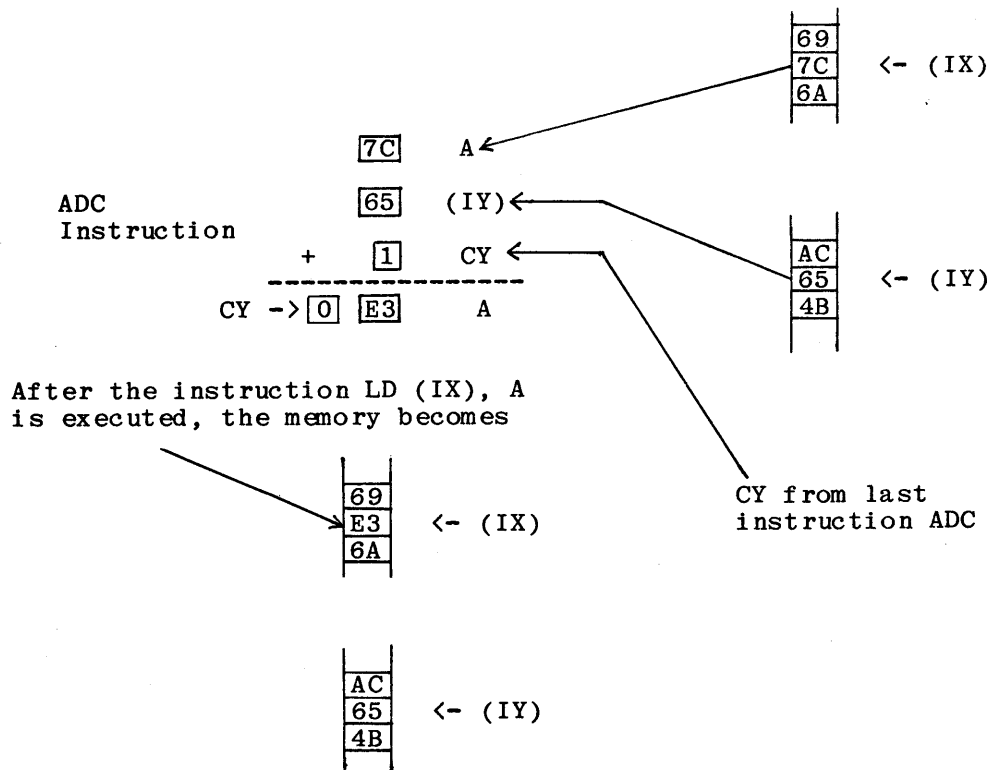 69
7C <- (IX)
6A
7C A
ADC 65 (IY)
Instruction
+ 1 CY
AC
65 <- (IY)
4B
CY -> 0 E3 A
After the instruction LD (IX), A
is executed, the memory becomes
69
E3 <- (IX)
6A
CY from last
instruction ADC
AC
65 <- (IY)
4B